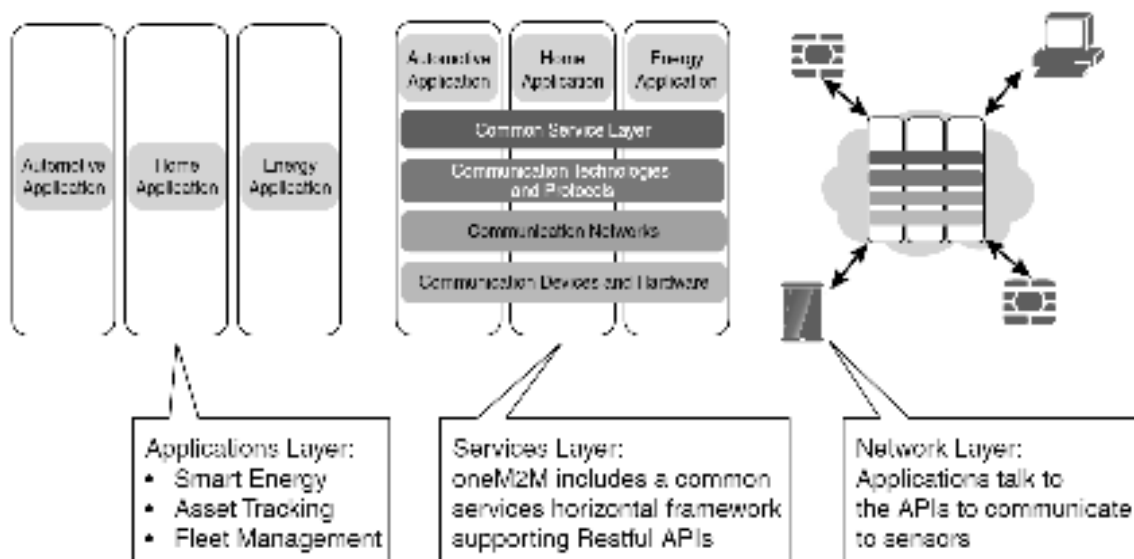 Automotive
Application
Home
Application
Energy
Application
Automotive
Application
Home
Application
Energy
Application
Common Service Layer
Communication Technologies
and Protocols
Communication Networks
Communication Devices and Hardware
Applications Layer:
• Smart Energy
• Asset Tracking
• Fleet Management
Services Layer:
oneM2M includes a common
services horizontal framework
supporting Restful APIs
Network Layer:
Applications talk to
the APIs to communicate
to sensors